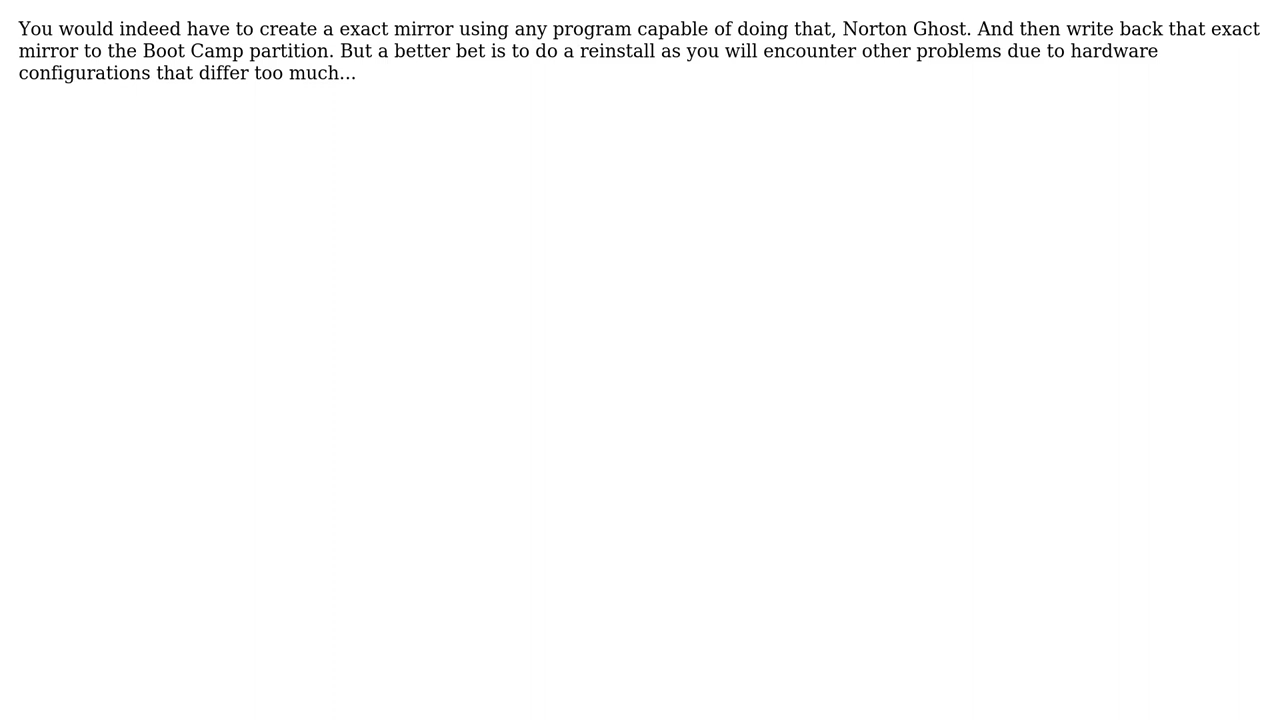 You would indeed have to create a exact mirror using any program capable of doing that, Norton Ghost. And then write back that exact
mirror to the Boot Camp partition. But a better bet is to do a reinstall as you will encounter other problems due to hardware
configurations that differ too much...